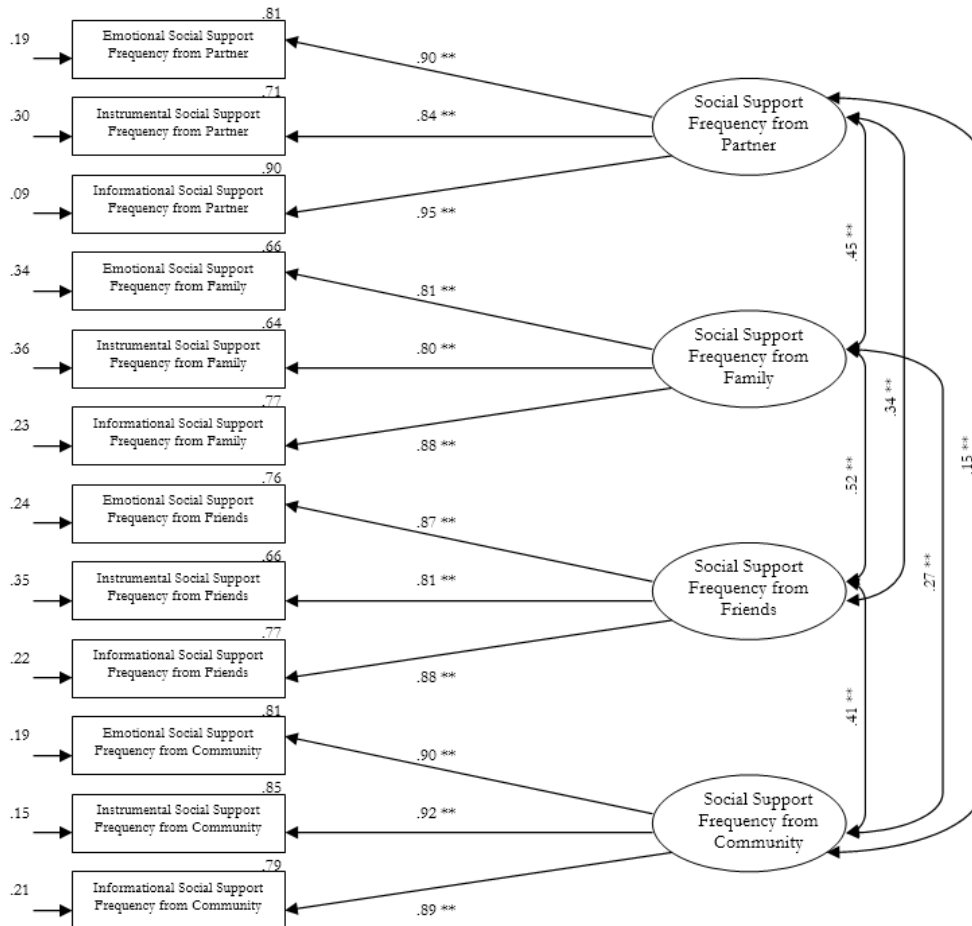 .81
.19
Emotional Social Support
Frequency from Partner
.90 **
.71
.30
Instrumental Social Support
Frequency from Partner
.84 **
Social Support
Frequency from
Partner
.90
.09
Informational Social Support
Frequency from Partner
.95 **
.45 **
.66
.34
Emotional Social Support
Frequency from Family
.81 **
.64
.36
Instrumental Social Support
Frequency from Family
.80 **
Social Support
Frequency from
Family
.34 **
.15 **
.77
.23
Informational Social Support
Frequency from Family
.88 **
.52 **
.76
.24
Emotional Social Support
Frequency from Friends
.87 **
.66
.35
Instrumental Social Support
Frequency from Friends
.81 **
Social Support
Frequency from
Friends
.27 **
.77
.22
Informational Social Support
Frequency from Friends
.88 **
.41 **
.81
.19
Emotional Social Support
Frequency from Community
.90 **
.85
.15
Instrumental Social Support
Frequency from Community
.92 **
Social Support
Frequency from
Community
.79
.21
Informational Social Support
Frequency from Community
.89 **